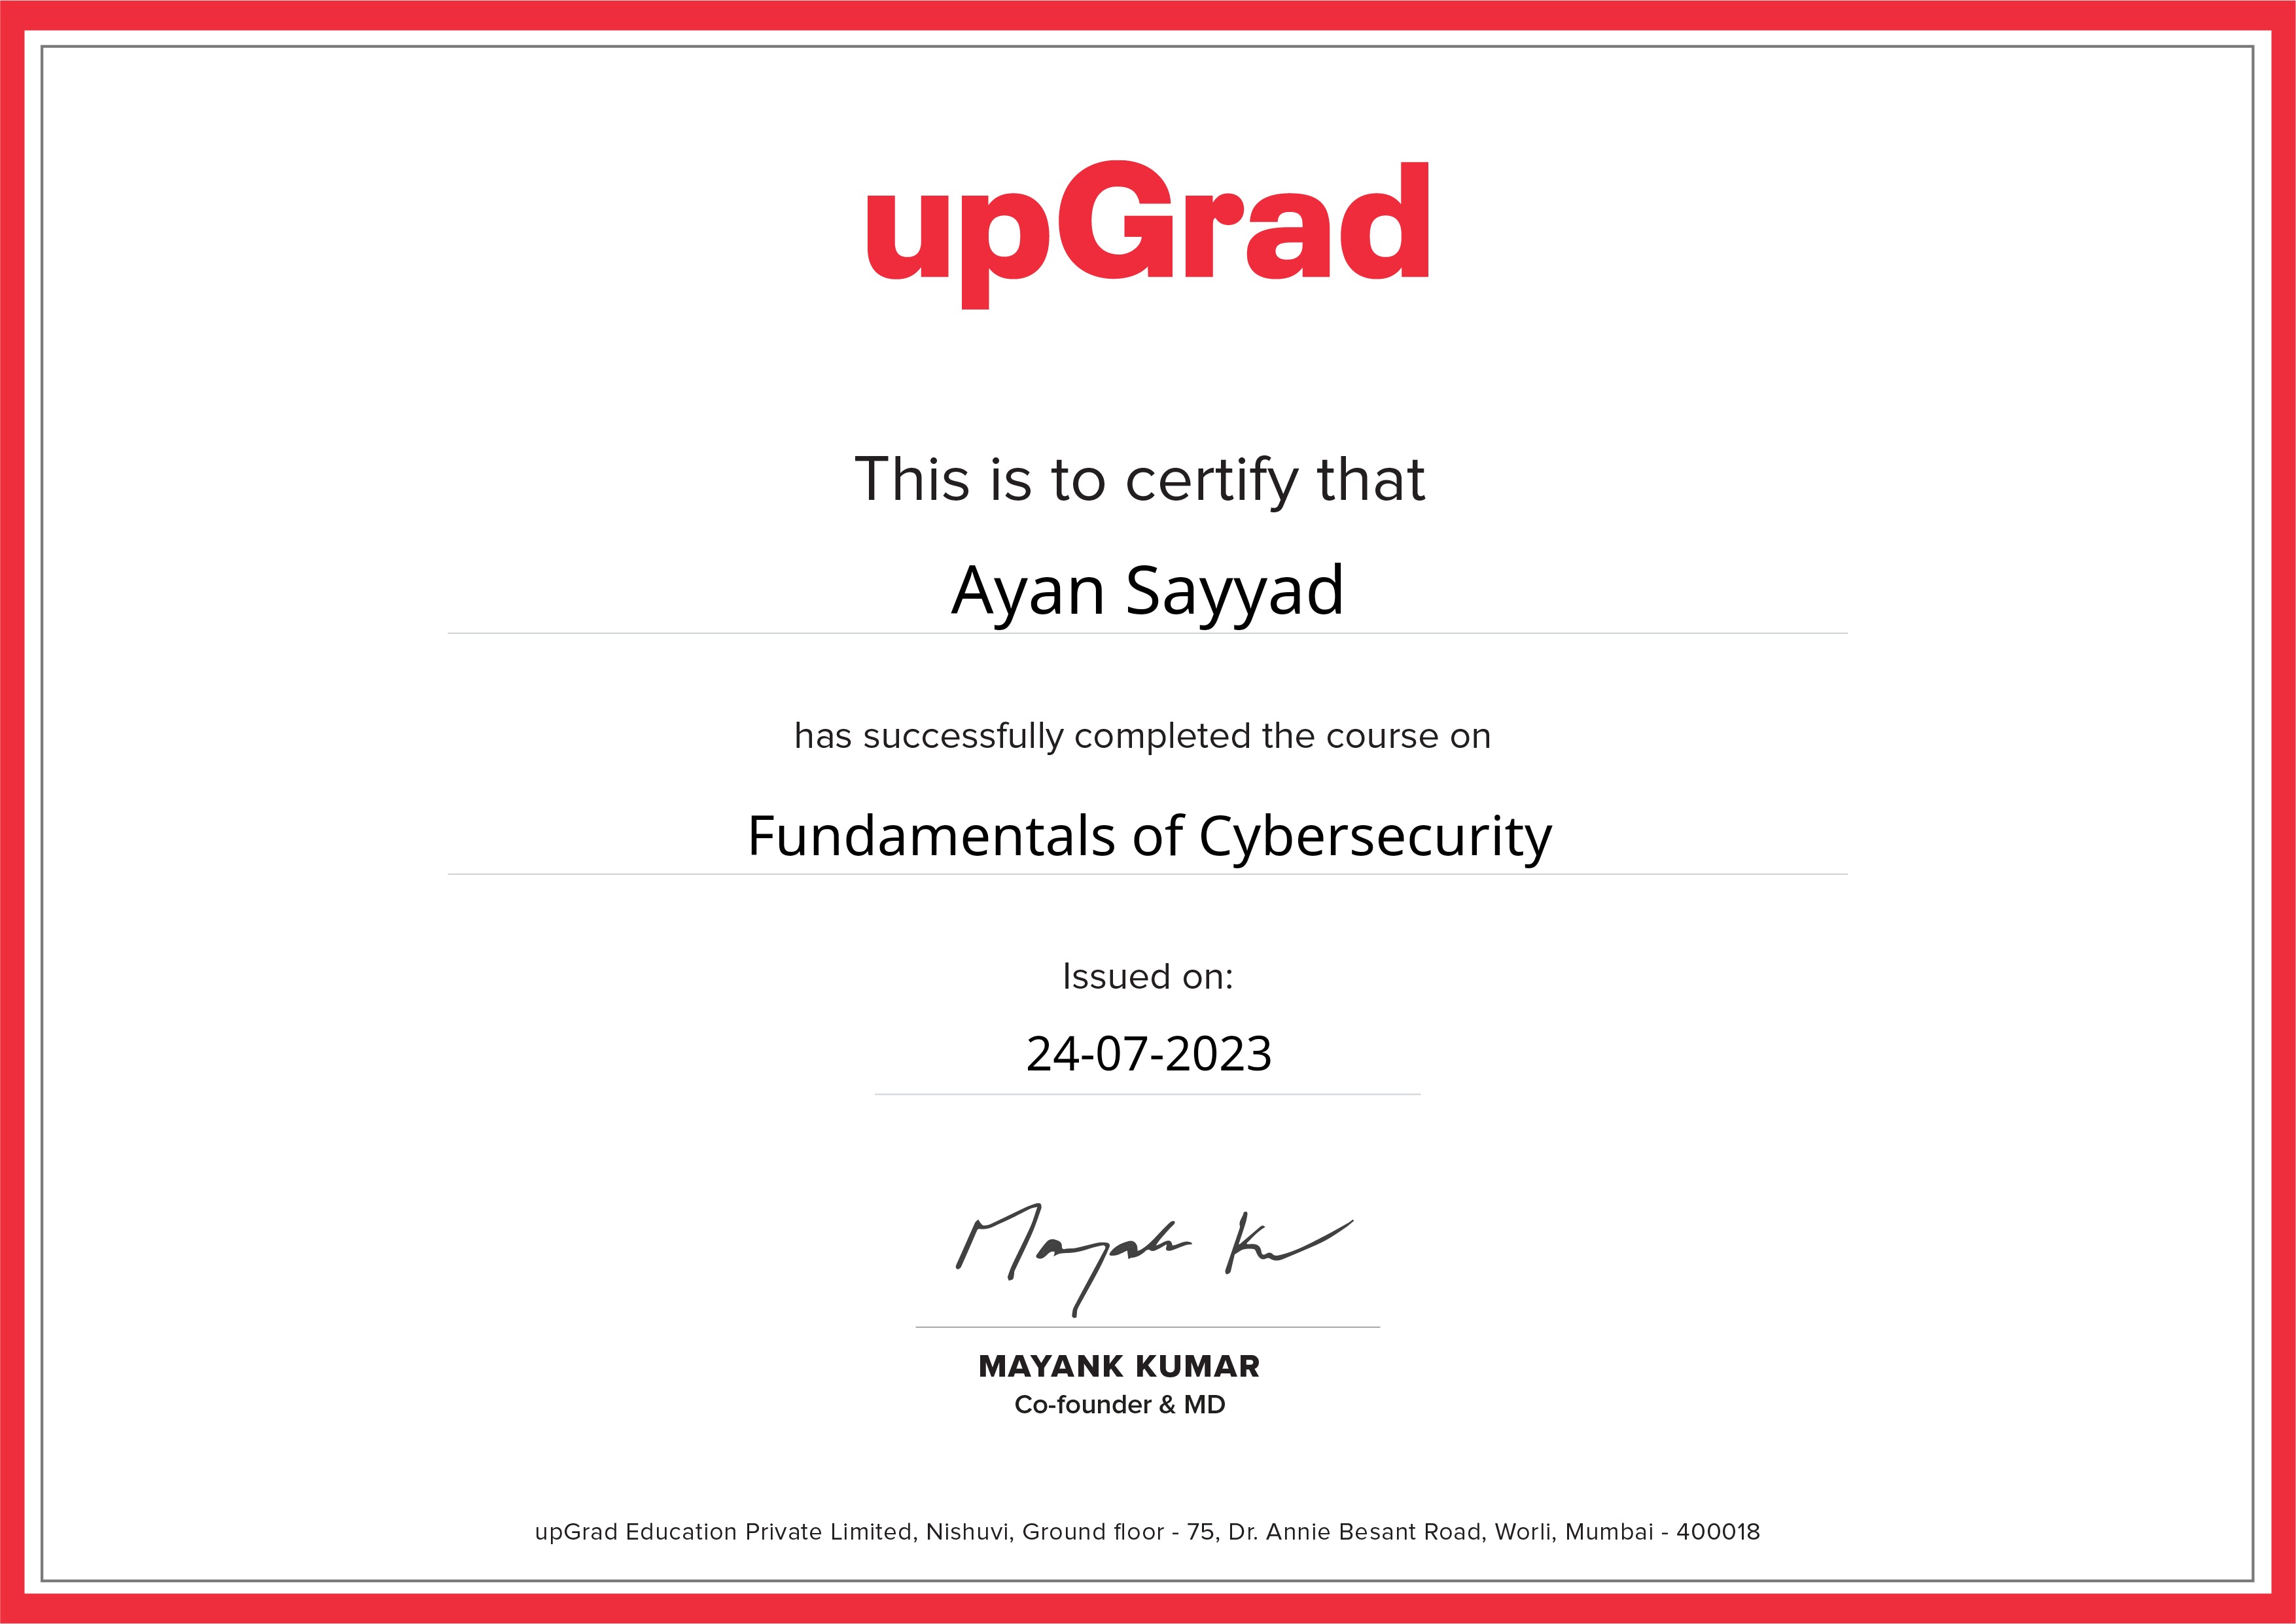 upGrad
This is to certify that
Ayan Sayyad
has successfully completed the course on
Fundamentals of Cybersecurity
Issued on:
24-07-2023
Mayank Ku
MAYANK KUMAR
Co-founder & MD
upGrad Education Private Limited, Nishuvi, Ground floor - 75, Dr. Annie Besant Road, Worli, Mumbai - 400018